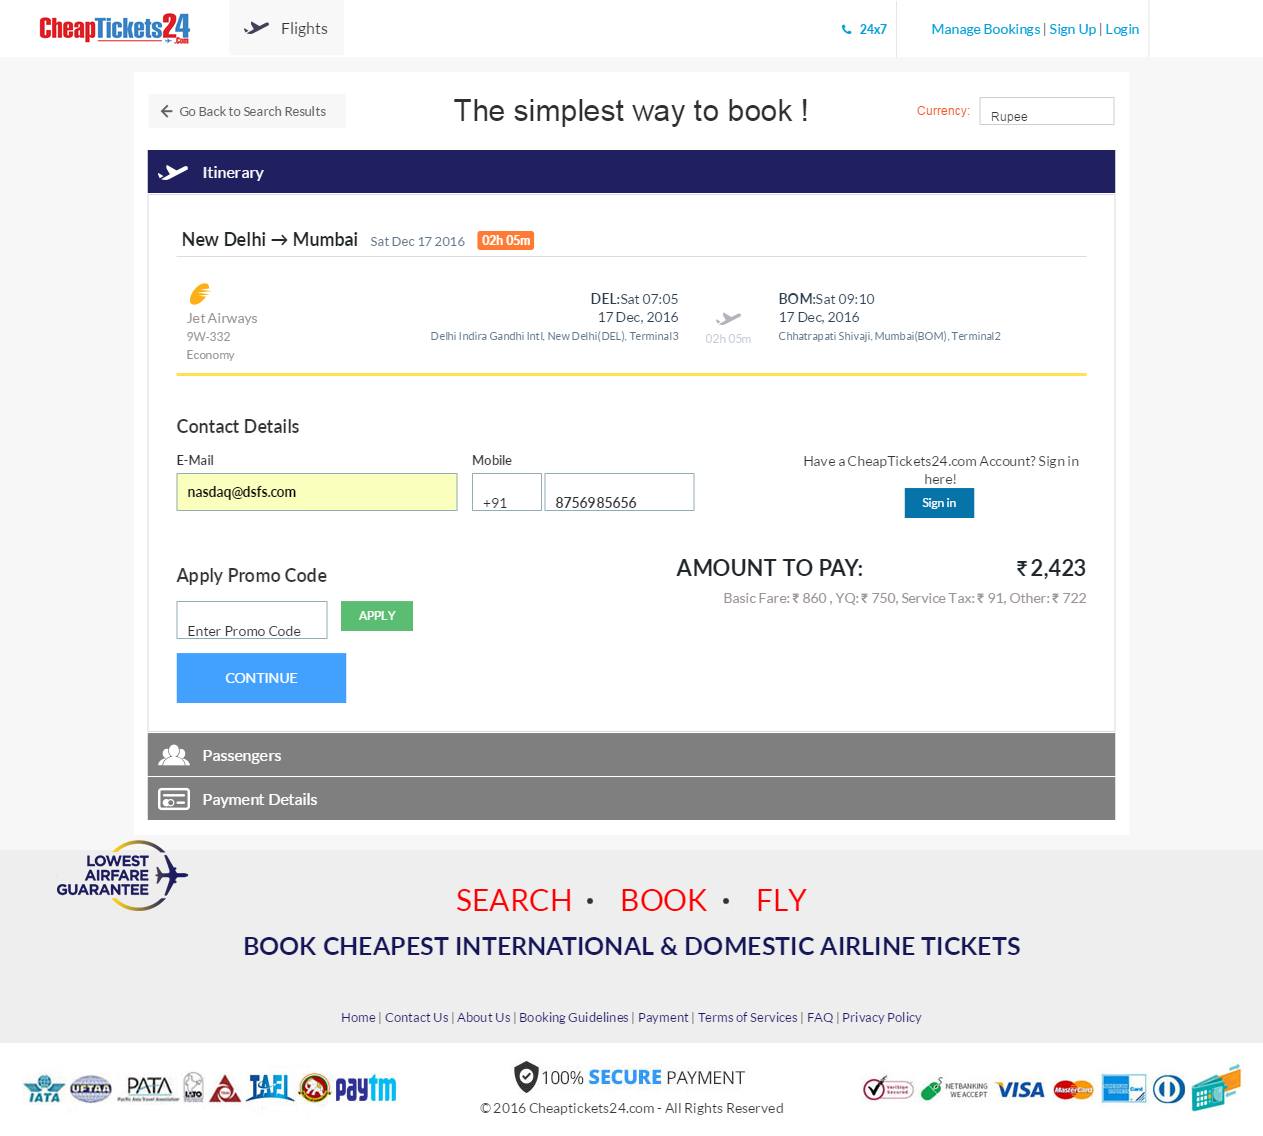 CheapTickets24.com
Flights
24x7
Manage Bookings | Sign Up | Login
Go Back to Search Results
The simplest way to book !
Currency:
Rupee
Itinerary
New Delhi → Mumbai Sat Dec 17 2016 02h 05m
Jet Airways
9W-332
Economy
DEL:Sat 07:05
17 Dec, 2016
Delhi Indira Gandhi Intl, New Delhi(DEL), Terminal3
02h 05m
BOM:Sat 09:10
17 Dec, 2016
Chhatrapati Shivaji, Mumbai(BOM), Terminal2
Contact Details
E-Mail
nasdaq@dsfs.com
Mobile
+91
8756985656
Have a CheapTickets24.com Account? Sign in
here!
Sign in
Apply Promo Code
Enter Promo Code
APPLY
AMOUNT TO PAY: ₹ 2,423
Basic Fare: ₹ 860 , YQ: ₹ 750, Service Tax: ₹ 91, Other: ₹ 722
CONTINUE
Passengers
Payment Details
LOWEST
AIRFARE
GUARANTEE
SEARCH • BOOK • FLY
BOOK CHEAPEST INTERNATIONAL & DOMESTIC AIRLINE TICKETS
Home | Contact Us | About Us | Booking Guidelines | Payment | Terms of Services | FAQ | Privacy Policy
IATA
UFTAA
PATA
Pacific Asia Travel Association
paytm
100% SECURE PAYMENT
© 2016 Cheaptickets24.com - All Rights Reserved
VeriSign
Secured
NETBANKING
WE ACCEPT
VISA
MasterCard